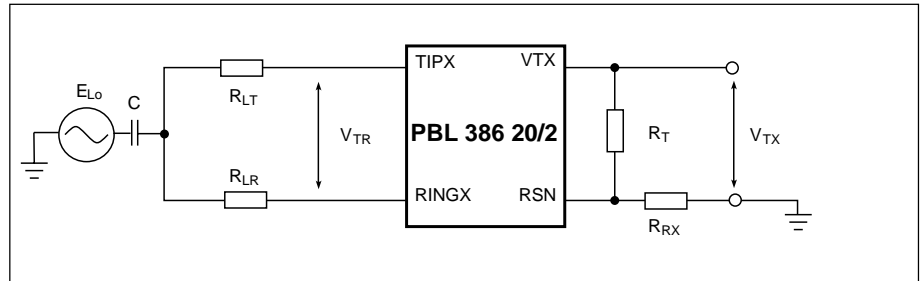 TIPX VTX
E_Lo C
R_LT
V_TR PBL 386 20/2 R_T V_TX
R_LR
RINGX RSN
R_RX